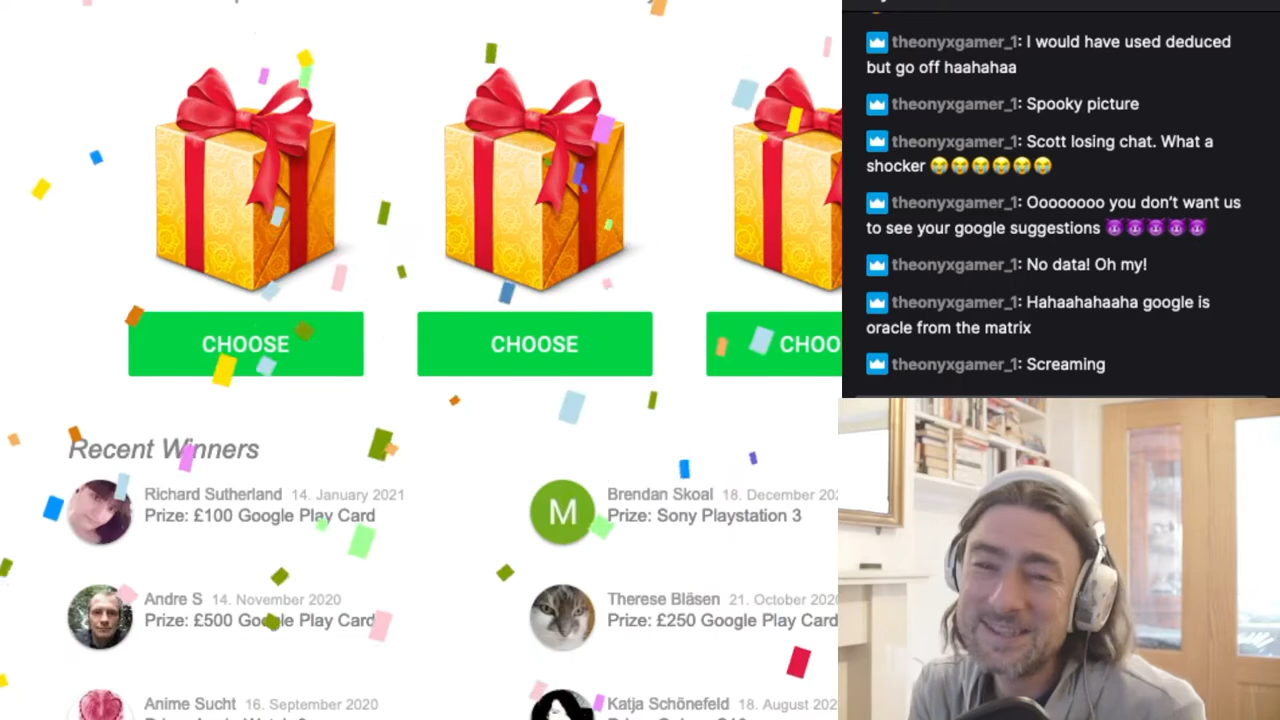 CHOOSE
CHOOSE
CHOO
Recent Winners
Richard Sutherland 14. January 2021
Prize: £100 Google Play Card
Brendan Skoal 18. December 202
Prize: Sony Playstation 3
M
Andre S 14. November 2020
Prize: £500 Google Play Card
Therese Bläsen 21. October 2020
Prize: £250 Google Play Card
Anime Sucht 16. September 2020
Katja Schönefeld 18. August 202
theonyxgamer_1: I would have used deduced
but go off haahahaa
theonyxgamer_1: Spooky picture
theonyxgamer_1: Scott losing chat. What a
shocker 😭😭😭😭😭😭
theonyxgamer_1: Oooooooo you don’t want us
to see your google suggestions 😈😈😈😈😈
theonyxgamer_1: No data! Oh my!
theonyxgamer_1: Hahaahahaaha google is
oracle from the matrix
theonyxgamer_1: Screaming